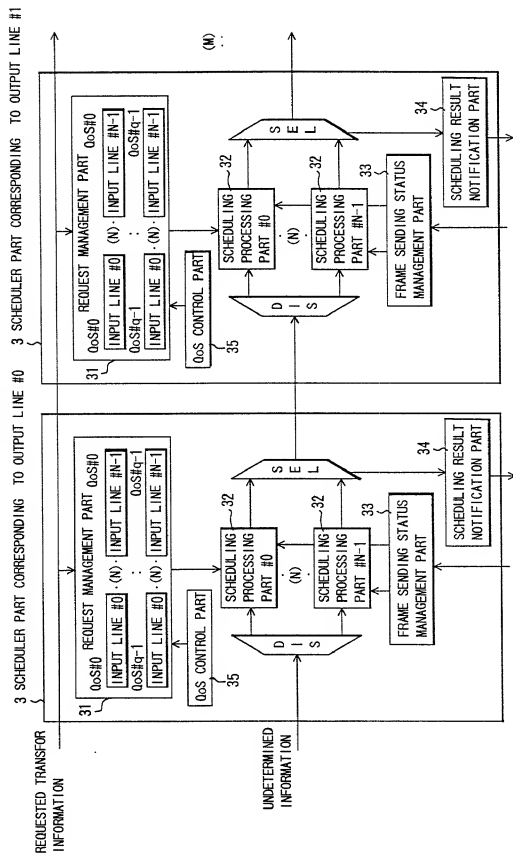 3 SCHEDULER PART CORRESPONDING TO OUTPUT LINE #0
REQUESTED TRANSFOR
INFORMATION
31
REQUEST MANAGEMENT PART
QoS#0
QoS#0
INPUT LINE #0
(N)
INPUT LINE #N-1
QoS#q-1
QoS#q-1
INPUT LINE #0
(N)
INPUT LINE #N-1
QoS CONTROL PART
35
UNDETERMINED
INFORMATION
DIS
32
SCHEDULING
PROCESSING
PART #0
(N)
32
SCHEDULING
PROCESSING
PART #N-1
SEL
33
FRAME SENDING STATUS
MANAGEMENT PART
34
SCHEDULING RESULT
NOTIFICATION PART
3 SCHEDULER PART CORRESPONDING TO OUTPUT LINE #1
31
REQUEST MANAGEMENT PART
QoS#0
QoS#0
INPUT LINE #0
(N)
INPUT LINE #N-1
QoS#q-1
QoS#q-1
INPUT LINE #0
(N)
INPUT LINE #N-1
QoS CONTROL PART
35
DIS
32
SCHEDULING
PROCESSING
PART #0
(N)
32
SCHEDULING
PROCESSING
PART #N-1
SEL
33
FRAME SENDING STATUS
MANAGEMENT PART
34
SCHEDULING RESULT
NOTIFICATION PART
(M)